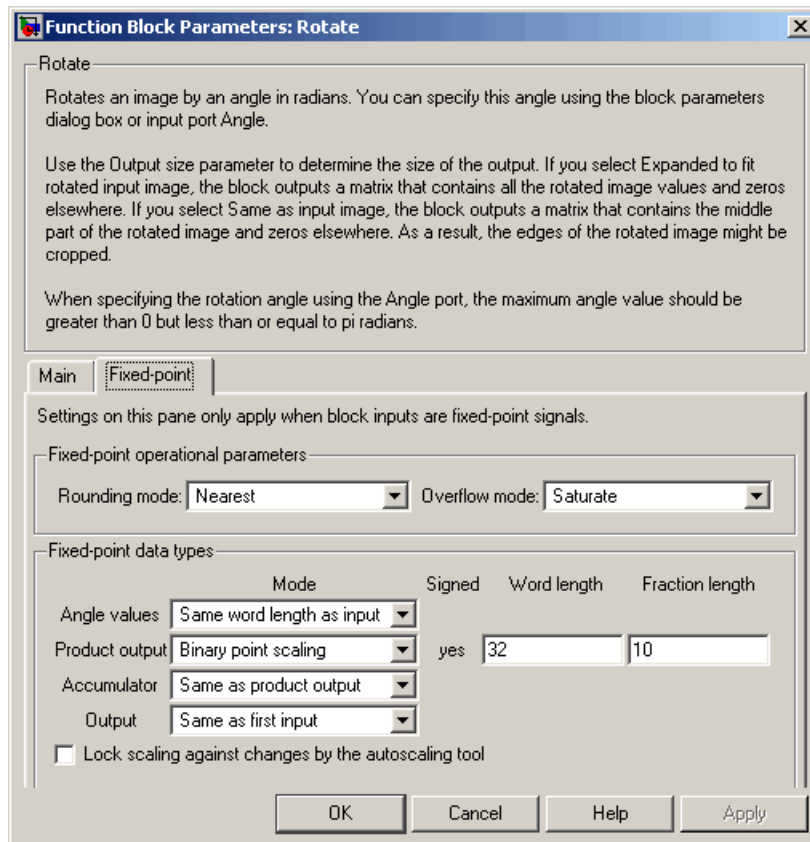 Function Block Parameters: Rotate
Rotate
Rotates an image by an angle in radians. You can specify this angle using the block parameters
dialog box or input port Angle.
Use the Output size parameter to determine the size of the output. If you select Expanded to fit
rotated input image, the block outputs a matrix that contains all the rotated image values and zeros
elsewhere. If you select Same as input image, the block outputs a matrix that contains the middle
part of the rotated image and zeros elsewhere. As a result, the edges of the rotated image might be
cropped.
When specifying the rotation angle using the Angle port, the maximum angle value should be
greater than 0 but less than or equal to pi radians.
Main Fixed-point
Settings on this pane only apply when block inputs are fixed-point signals.
Fixed-point operational parameters
Rounding mode: Nearest Overflow mode: Saturate
Fixed-point data types
Mode Signed Word length Fraction length
Angle values Same word length as input
Product output Binary point scaling yes 32 10
Accumulator Same as product output
Output Same as first input
Lock scaling against changes by the autoscaling tool
OK Cancel Help Apply